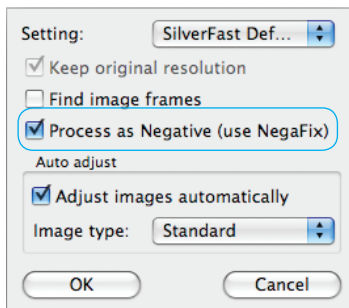 Setting: SilverFast Def...
Keep original resolution
Find image frames
Process as Negative (use NegaFix)
Auto adjust
Adjust images automatically
Image type: Standard
OK Cancel